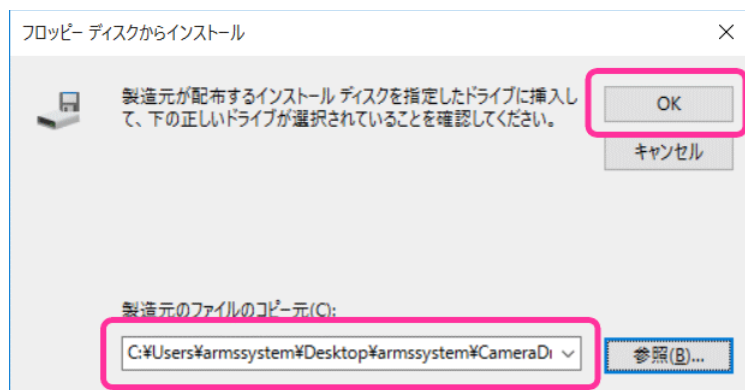 フロッピー ディスクからインストール
製造元が配布するインストール ディスクを指定したドライブに挿入し
て、下の正しいドライブが選択されていることを確認してください。
OK
キャンセル
製造元のファイルのコピー元(C):
C:¥Users¥armssystem¥Desktop¥armssystem¥CameraD
参照(B)...